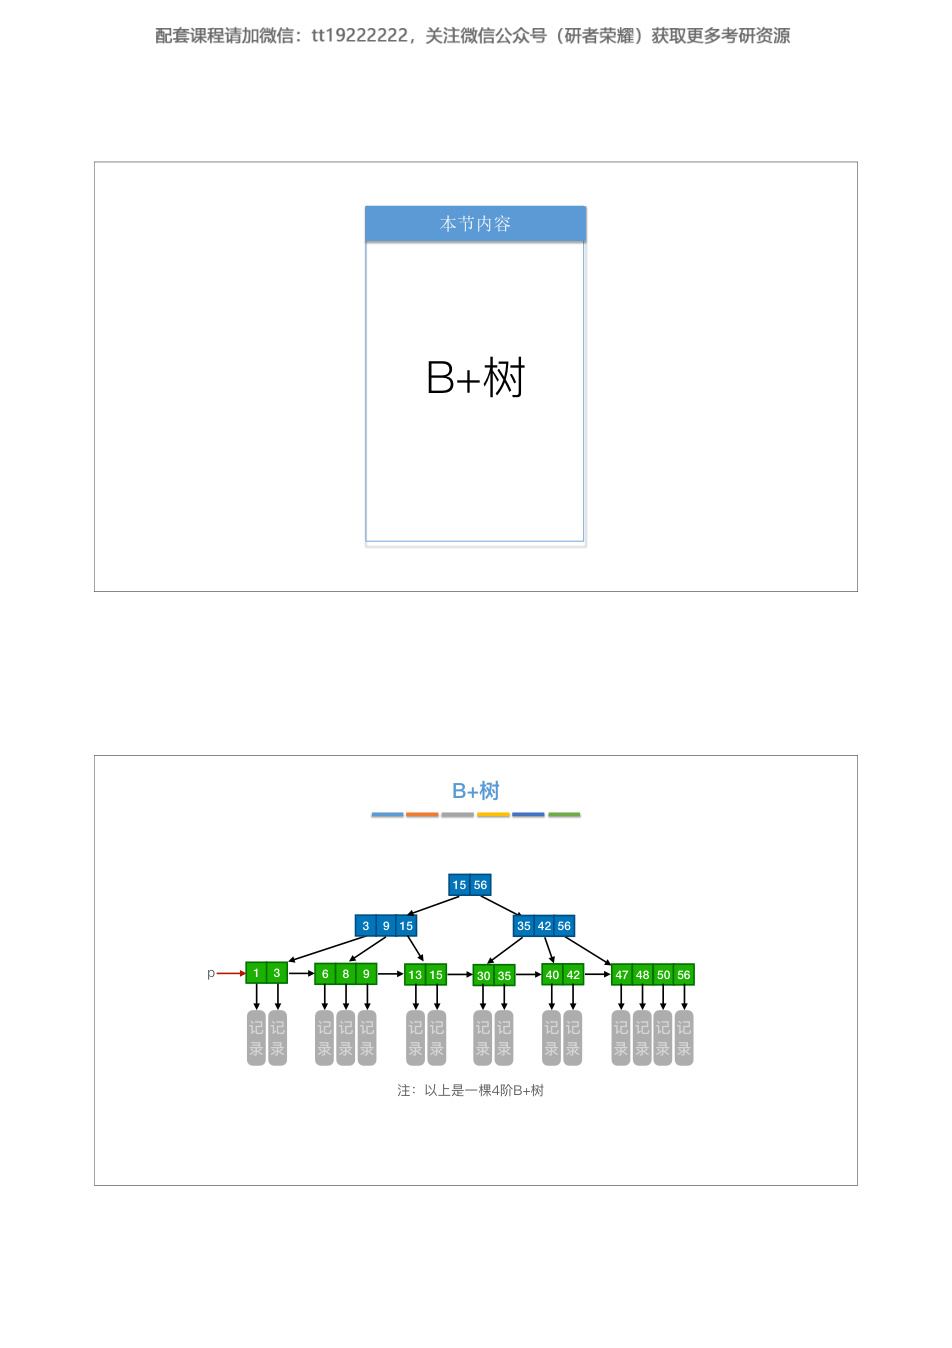 配套课程请加微信：tt19222222，关注微信公众号（研者荣耀）获取更多考研资源
本节内容
B+树
B+树
15 56
3 9 15 35 42 56
p 1 3 6 8 9 13 15 30 35 40 42 47 48 50 56
记录 记录 记录 记录 记录 记录 记录 记录 记录 记录 记录 记录 记录 记录 记录
注：以上是一棵4阶B+树